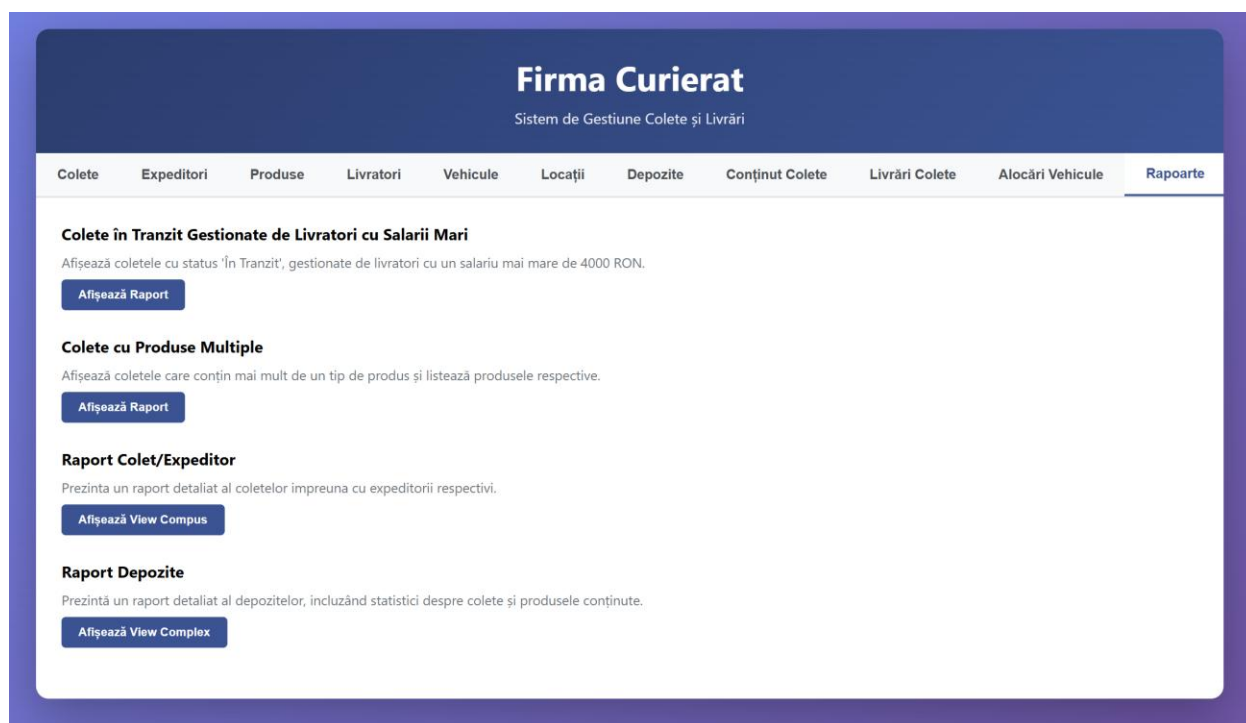 Firma Curierat
Sistem de Gestiune Colete și Livrări
Colete Expeditori Produse Livratori Vehicule Locații Depozite Conținut Colete Livrări Colete Alocări Vehicule Rapoarte
Colete în Tranzit Gestionate de Livratori cu Salarii Mari
Afișează coletele cu status 'În Tranzit', gestionate de livratori cu un salariu mai mare de 4000 RON.
Afișează Raport
Colete cu Produse Multiple
Afișează coletele care conțin mai mult de un tip de produs și listează produsele respective.
Afișează Raport
Raport Colet/Expeditor
Prezinta un raport detaliat al coletelor impreuna cu expeditorii respectivi.
Afișează View Compus
Raport Depozite
Prezintă un raport detaliat al depozitelor, incluzând statistici despre colete și produsele conținute.
Afișează View Complex